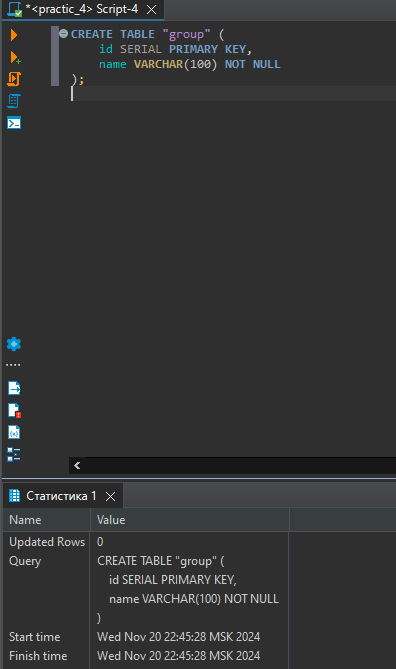 *<practic_4> Script-4
CREATE TABLE "group" (
id SERIAL PRIMARY KEY,
name VARCHAR(100) NOT NULL
);
Статистика 1
Name Value
Updated Rows 0
Query CREATE TABLE "group" (
id SERIAL PRIMARY KEY,
name VARCHAR(100) NOT NULL
)
Start time Wed Nov 20 22:45:28 MSK 2024
Finish time Wed Nov 20 22:45:28 MSK 2024